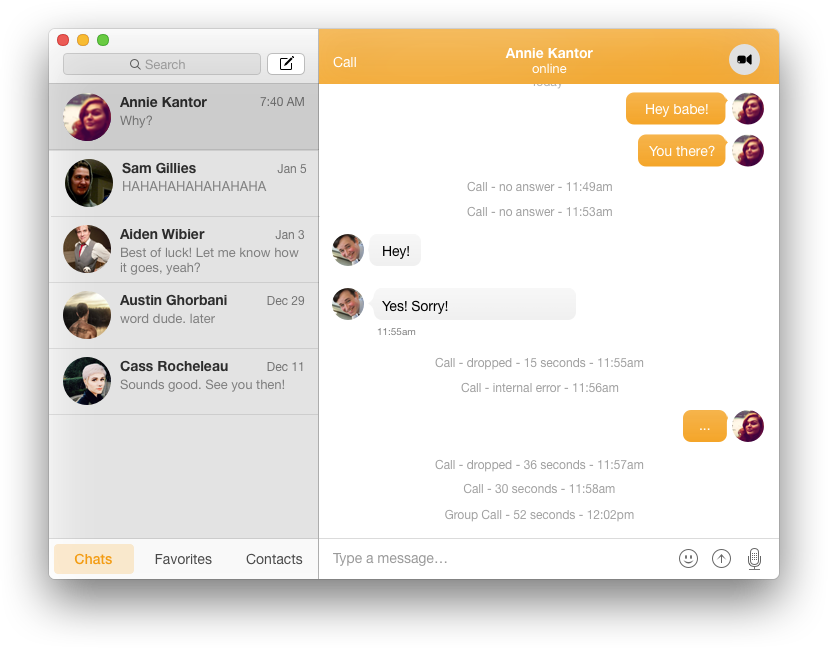 Search
Annie Kantor
7:40 AM
Why?
Sam Gillies
Jan 5
HAHAHAHAHAHAHAHA
Aiden Wibier
Jan 3
Best of luck! Let me know how
it goes, yeah?
Austin Ghorbani
Dec 29
word dude. later
Cass Rocheleau
Dec 11
Sounds good. See you then!
Chats
Favorites
Contacts
Call
Annie Kantor
online
Today
Hey babe!
You there?
Call - no answer - 11:49am
Call - no answer - 11:53am
Hey!
Yes! Sorry!
11:55am
Call - dropped - 15 seconds - 11:55am
Call - internal error - 11:56am
...
Call - dropped - 36 seconds - 11:57am
Call - 30 seconds - 11:58am
Group Call - 52 seconds - 12:02pm
Type a message…